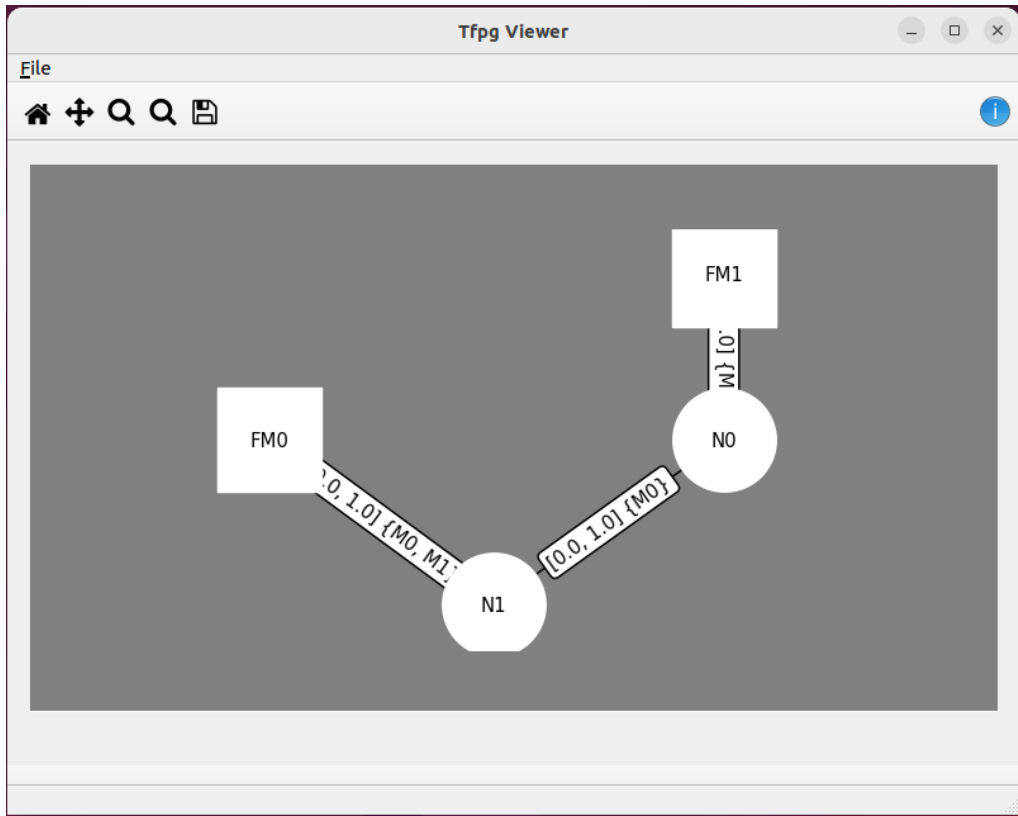 Tfpg Viewer
File
i
FM1
.0] {M
FM0
N0
.0, 1.0] {M0, M1}
[0.0, 1.0] {M0}
N1